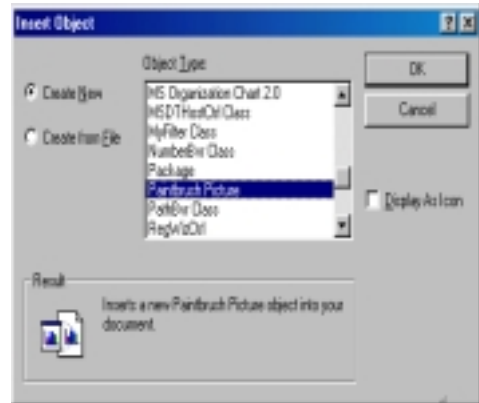 Insert Object
Object Type:
Create New
Create from File
MS Organization Chart 2.0
MSDTHostCtrl Class
MyFilter Class
NumberBvr Class
Package
Paintbrush Picture
PathBvr Class
RegWizCtrl
OK
Cancel
Display As Icon
Result
Inserts a new Paintbrush Picture object into your
document.